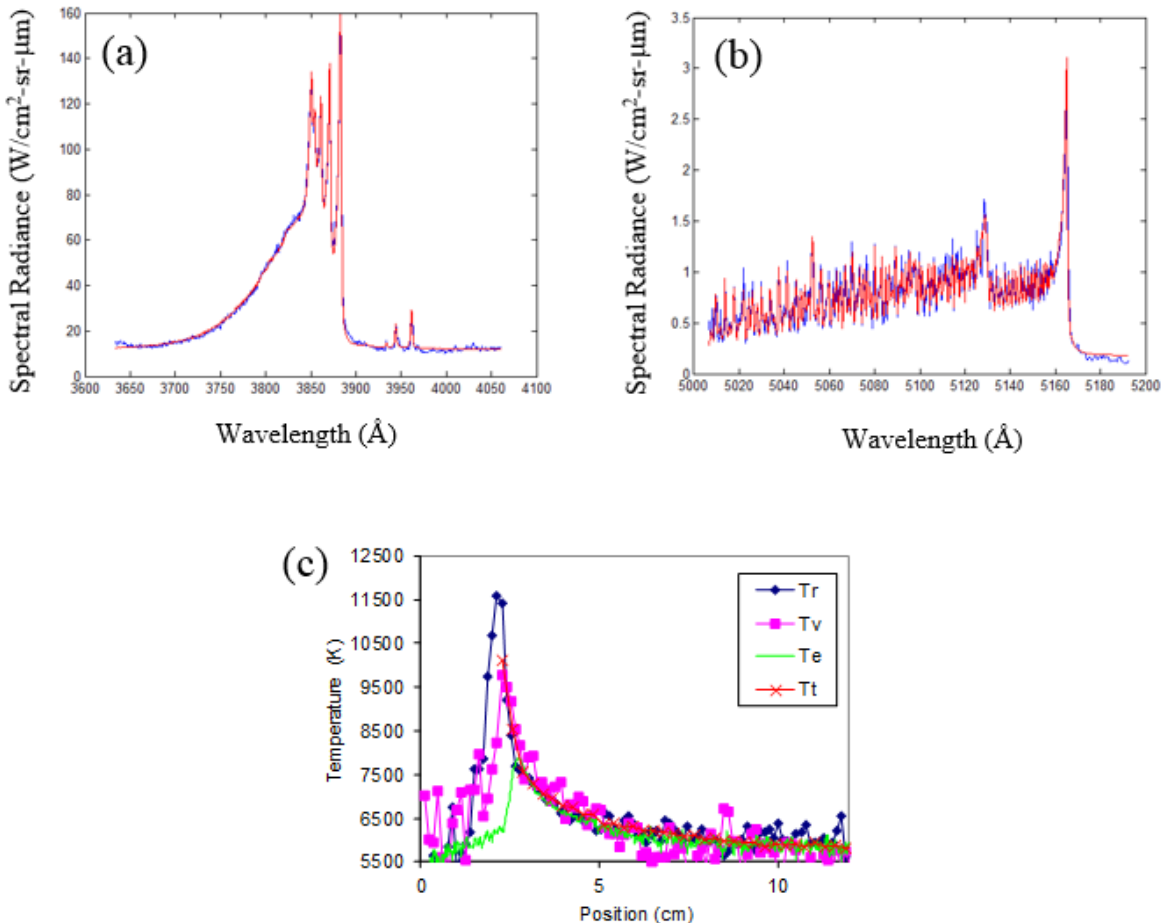 (a)
160
140
120
100
80
60
40
20
0
3600 3650 3700 3750 3800 3850 3900 3950 4000 4050 4100
Spectral Radiance (W/cm²-sr-μm)
Wavelength (Å)
(b)
3.5
3
2.5
2
1.5
1
0.5
0
5000 5020 5040 5060 5080 5100 5120 5140 5160 5180 5200
Spectral Radiance (W/cm²-sr-μm)
Wavelength (Å)
(c)
12500
11500
10500
9500
8500
7500
6500
5500
Temperature (K)
Tr
Tv
Te
Tt
0 5 10
Position (cm)